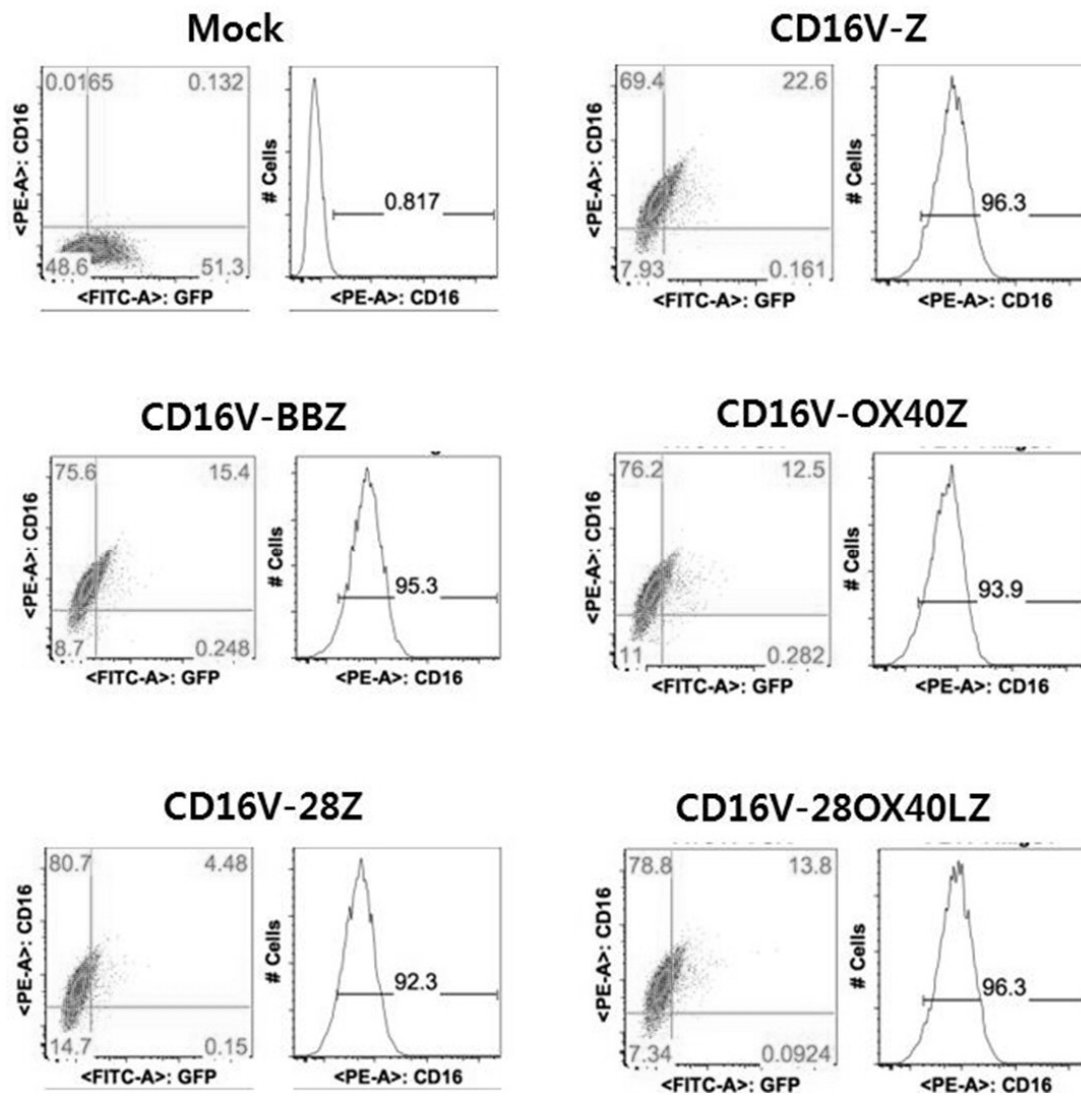 Mock
0.0165 0.132
48.6 51.3
<PE-A>: CD16
<FITC-A>: GFP
# Cells
0.817
<PE-A>: CD16
CD16V-Z
69.4 22.6
7.93 0.161
<PE-A>: CD16
<FITC-A>: GFP
# Cells
96.3
<PE-A>: CD16
CD16V-BBZ
75.6 15.4
8.7 0.248
<PE-A>: CD16
<FITC-A>: GFP
# Cells
95.3
<PE-A>: CD16
CD16V-OX40Z
76.2 12.5
11 0.282
<PE-A>: CD16
<FITC-A>: GFP
# Cells
93.9
<PE-A>: CD16
CD16V-28Z
80.7 4.48
14.7 0.15
<PE-A>: CD16
<FITC-A>: GFP
# Cells
92.3
<PE-A>: CD16
CD16V-28OX40LZ
78.8 13.8
7.34 0.0924
<PE-A>: CD16
<FITC-A>: GFP
# Cells
96.3
<PE-A>: CD16